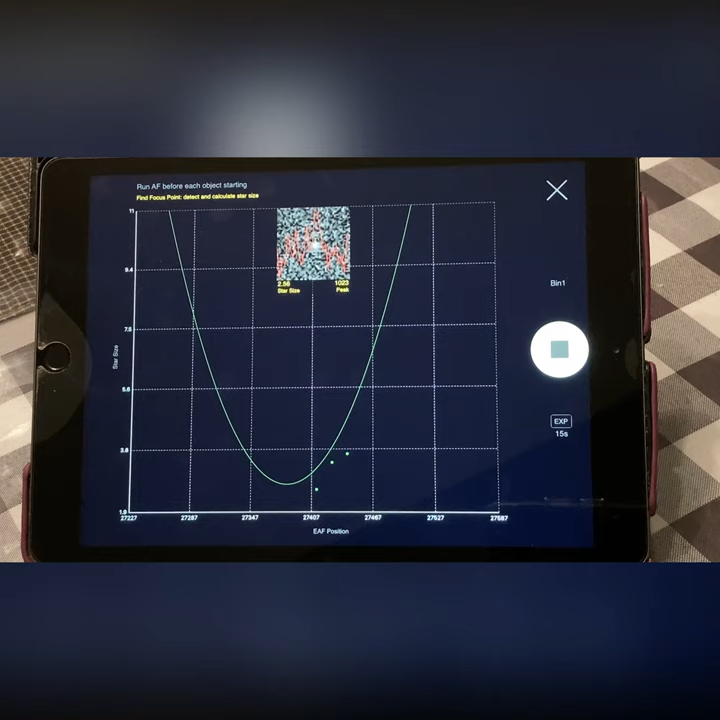 Run AF before each object starting
Find Focus Point: detect and calculate star size
11
9.4
7.5
5.6
3.8
1.9
Star Size
2.56 1023
Star Size Peak
27227 27287 27347 27407 27467 27527 27587
EAF Position
Bin1
EXP
15s